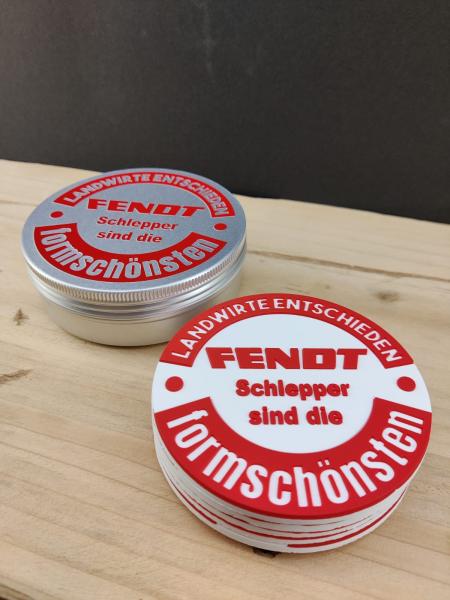 LANDWIRTE ENTSCHIEDEN
FENDT
Schlepper
sind die
formschönsten
LANDWIRTE ENTSCHIEDEN
FENDT
Schlepper
sind die
formschönsten